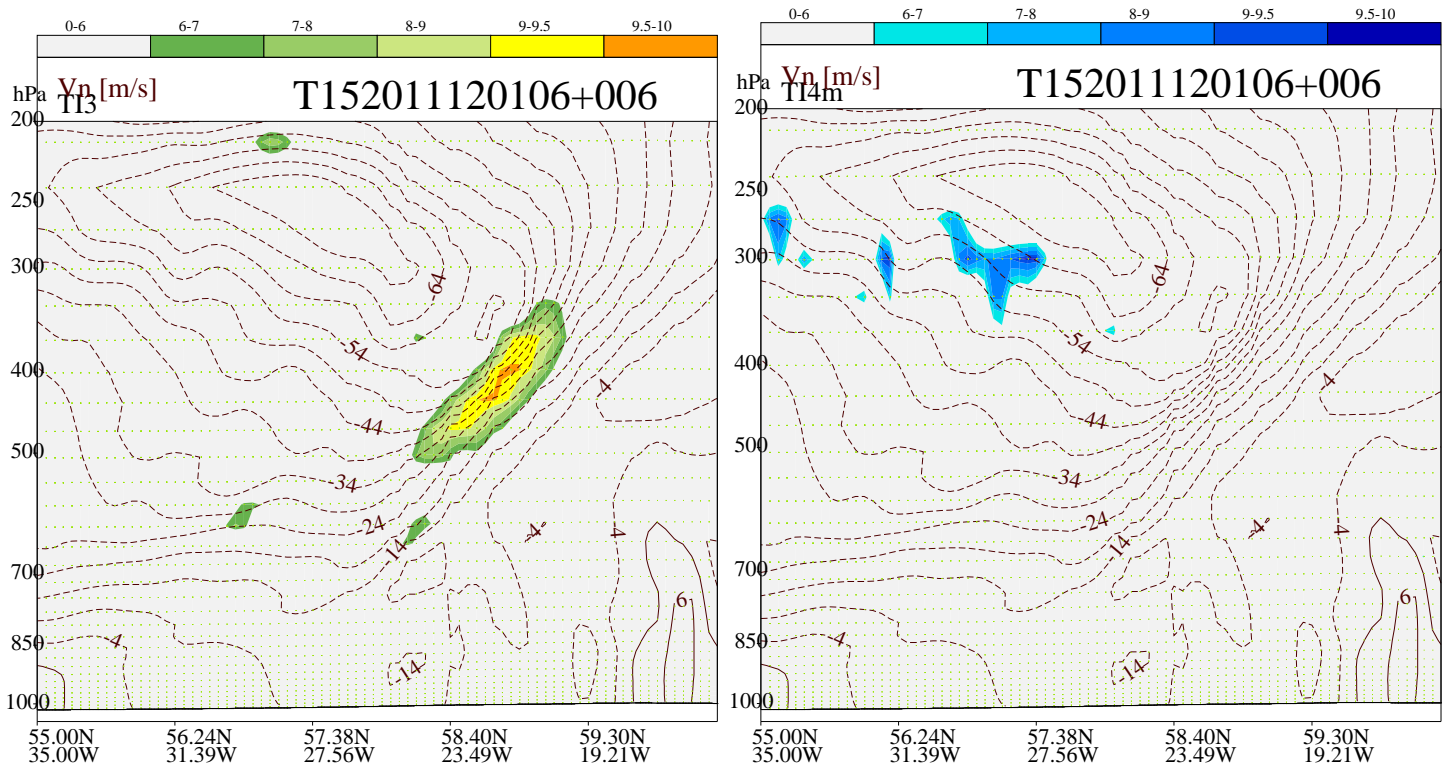 0-6 6-7 7-8 8-9 9-9.5 9.5-10
Vn [m/s]
TI3
T152011120106+006
hPa
200
250
300
400
500
700
850
1000
-64
-54
-44
-34
-24
-14
-4
4
-4
4
6
-4
-14
55.00N 56.24N 57.38N 58.40N 59.30N
35.00W 31.39W 27.56W 23.49W 19.21W
0-6 6-7 7-8 8-9 9-9.5 9.5-10
Vn [m/s]
TI4m
T152011120106+006
hPa
200
250
300
400
500
700
850
1000
-64
-54
-44
-34
-24
-14
-4
-4
4
6
-4
-14
55.00N 56.24N 57.38N 58.40N 59.30N
35.00W 31.39W 27.56W 23.49W 19.21W